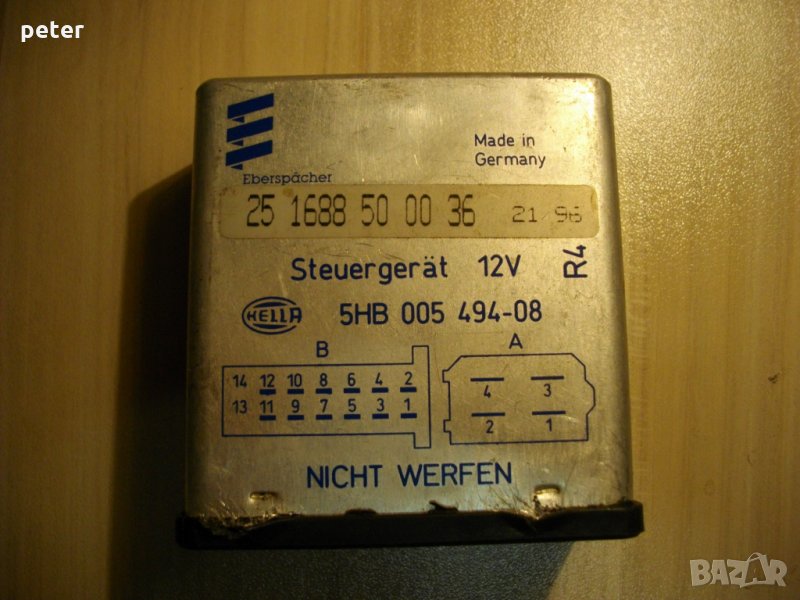 peter
Eberspächer
Made in
Germany
25 1688 50 00 36 21 96
Steuergerät 12V R4
HELLA 5HB 005 494-08
B A
14 12 10 8 6 4 2
13 11 9 7 5 3 1
4 3
2 1
NICHT WERFEN
BAZAR